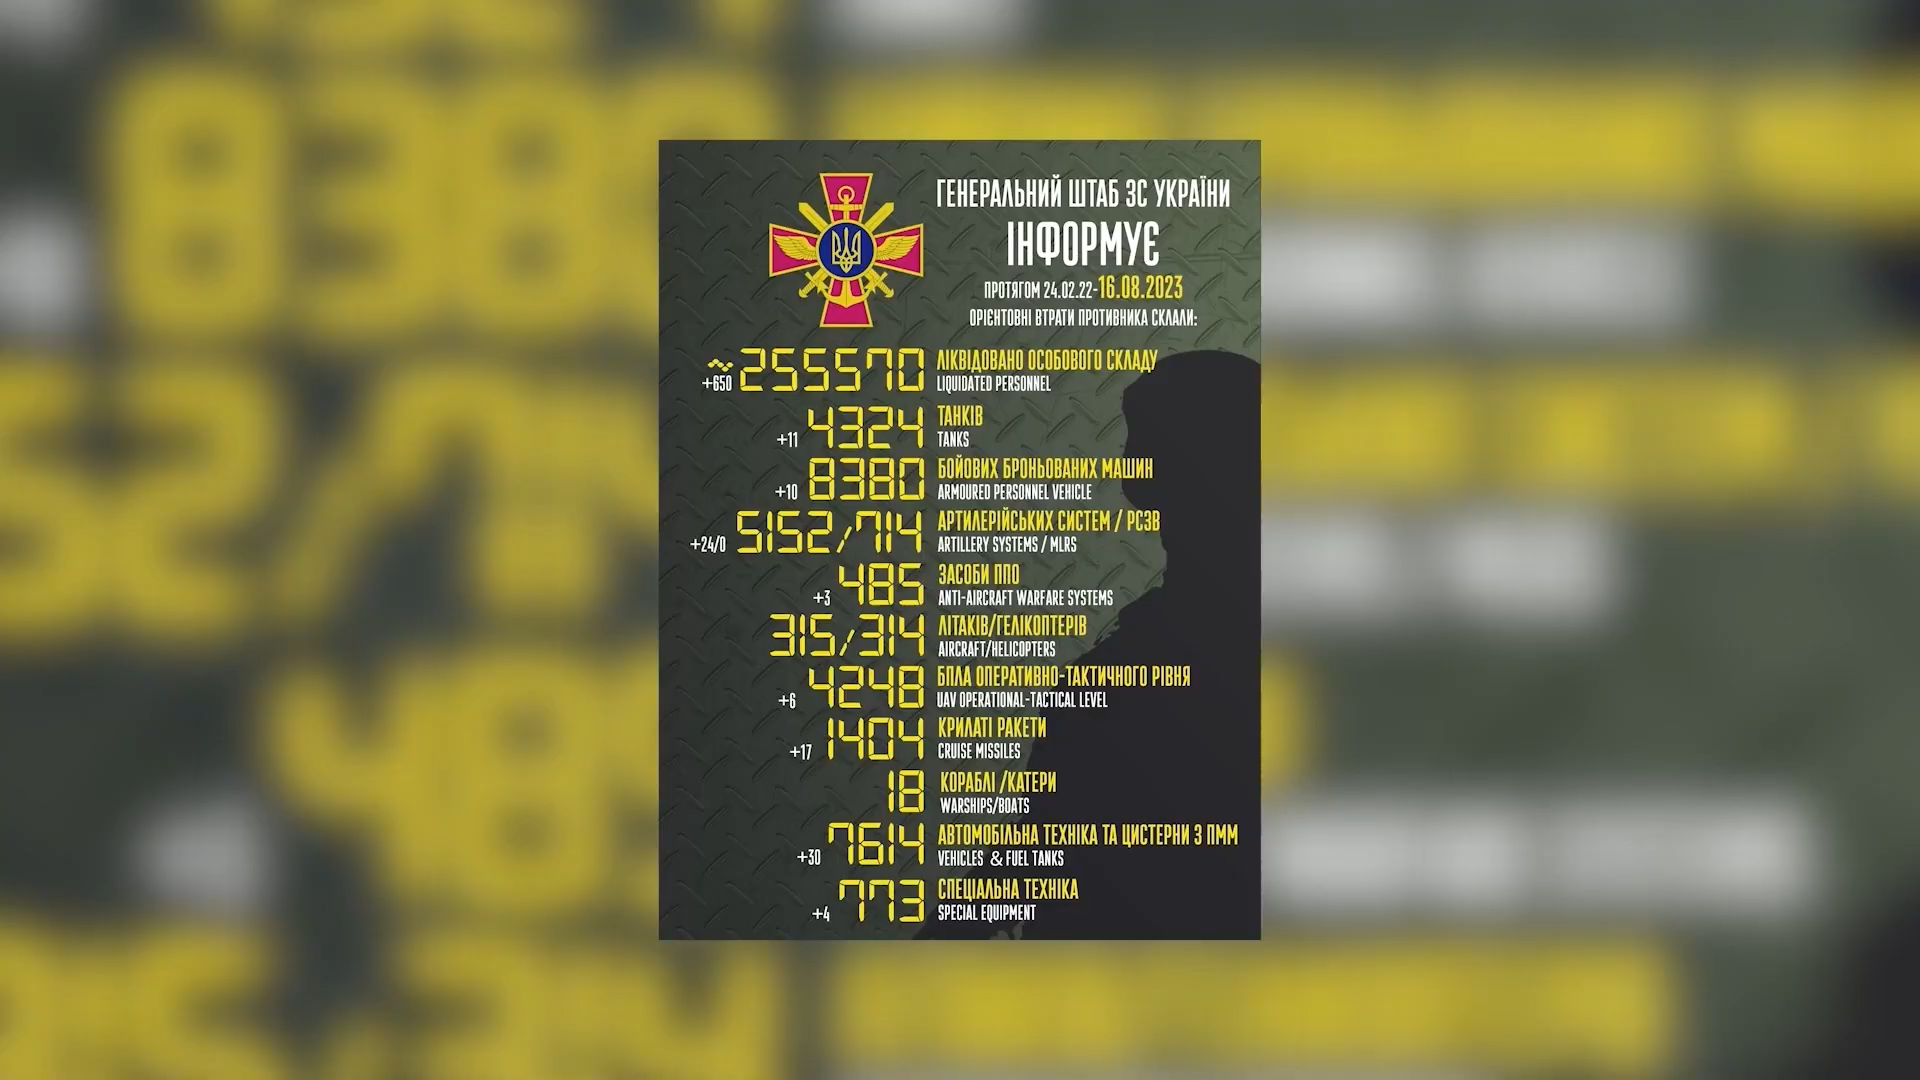 ГЕНЕРАЛЬНИЙ ШТАБ ЗС УКРАЇНИ
ІНФОРМУЄ
ПРОТЯГОМ 24.02.22-16.08.2023
ОРІЄНТОВНІ ВТРАТИ ПРОТИВНИКА СКЛАЛИ:
+650 ~255570 ЛІКВІДОВАНО ОСОБОВОГО СКЛАДУ
LIQUIDATED PERSONNEL
+11 4324 ТАНКІВ
TANKS
+10 8380 БОЙОВИХ БРОНЬОВАНИХ МАШИН
ARMOURED PERSONNEL VEHICLE
+24/0 5152/714 АРТИЛЕРІЙСЬКИХ СИСТЕМ / РСЗВ
ARTILLERY SYSTEMS / MLRS
+3 485 ЗАСОБИ ППО
ANTI-AIRCRAFT WARFARE SYSTEMS
315/314 ЛІТАКІВ/ГЕЛІКОПТЕРІВ
AIRCRAFT/HELICOPTERS
+6 4248 БПЛА ОПЕРАТИВНО-ТАКТИЧНОГО РІВНЯ
UAV OPERATIONAL-TACTICAL LEVEL
+17 1404 КРИЛАТІ РАКЕТИ
CRUISE MISSILES
18 КОРАБЛІ /КАТЕРИ
WARSHIPS/BOATS
+30 7614 АВТОМОБІЛЬНА ТЕХНІКА ТА ЦИСТЕРНИ З ПММ
VEHICLES & FUEL TANKS
+4 773 СПЕЦІАЛЬНА ТЕХНІКА
SPECIAL EQUIPMENT